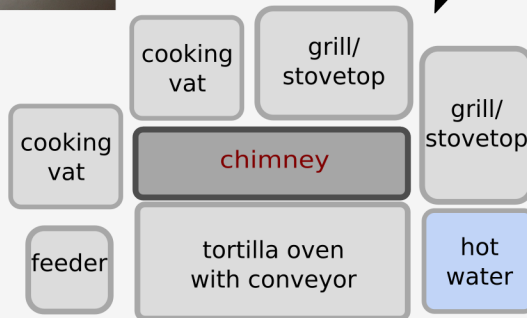 cooking
vat
grill/
stovetop
grill/
stovetop
cooking
vat
chimney
feeder
tortilla oven
with conveyor
hot
water